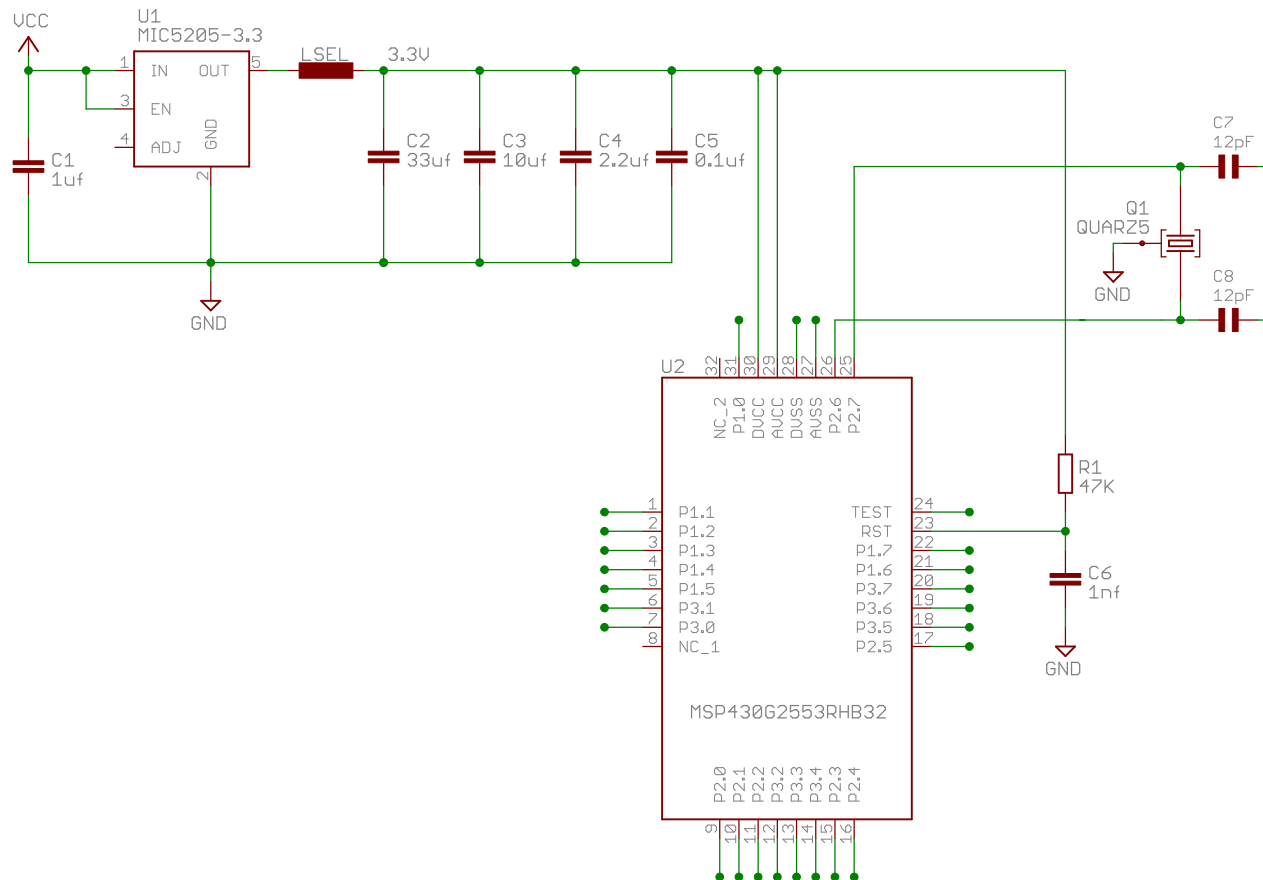 VCC
U1
MIC5205-3.3
1
IN
OUT
5
3
EN
4
ADJ
GND
2
LSEL
3.3V
C1
1uf
C2
33uf
C3
10uf
C4
2.2uf
C5
0.1uf
GND
C7
12pF
Q1
QUARZ5
GND
C8
12pF
U2
32
31
30
29
28
27
26
25
NC_2
P1.0
DVCC
AVCC
DVSS
AVSS
P2.6
P2.7
R1
47K
1
P1.1
2
P1.2
3
P1.3
4
P1.4
5
P1.5
6
P3.1
7
P3.0
8
NC_1
TEST
24
RST
23
P1.7
22
P1.6
21
P3.7
20
P3.6
19
P3.5
18
P2.5
17
C6
1nf
GND
MSP430G2553RHB32
P2.0
P2.1
P2.2
P3.2
P3.3
P3.4
P2.3
P2.4
9
10
11
12
13
14
15
16